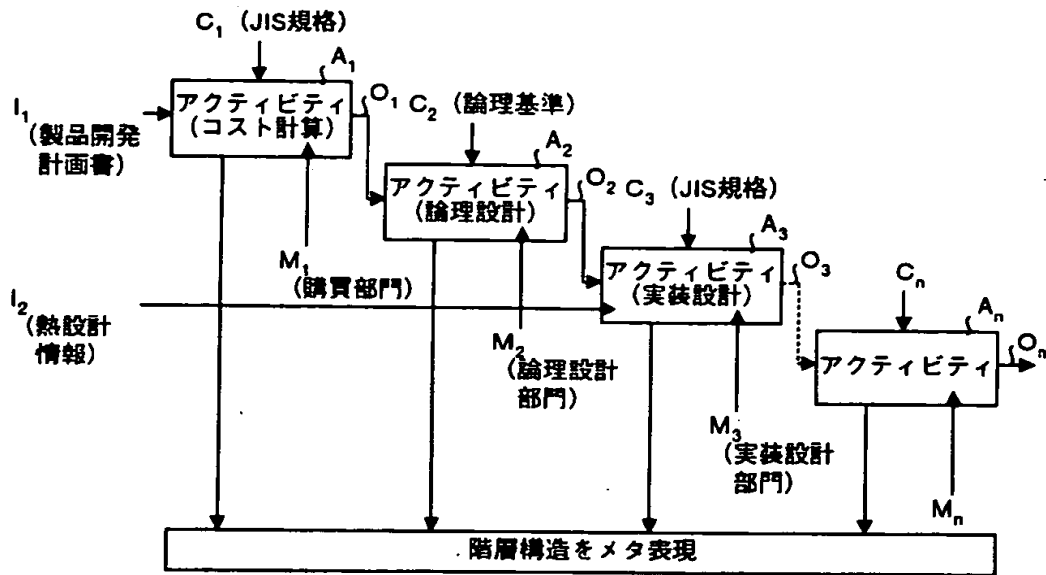 C₁ (JIS規格)
A₁
I₁
(製品開発
計画書)
アクティビティ
(コスト計算)
O₁
C₂ (論理基準)
A₂
アクティビティ
(論理設計)
O₂
C₃ (JIS規格)
A₃
M₁
(購買部門)
アクティビティ
(実装設計)
O₃
Cₙ
I₂
(熱設計
情報)
Aₙ
M₂
(論理設計
部門)
アクティビティ
Oₙ
M₃
(実装設計
部門)
Mₙ
階層構造をメタ表現